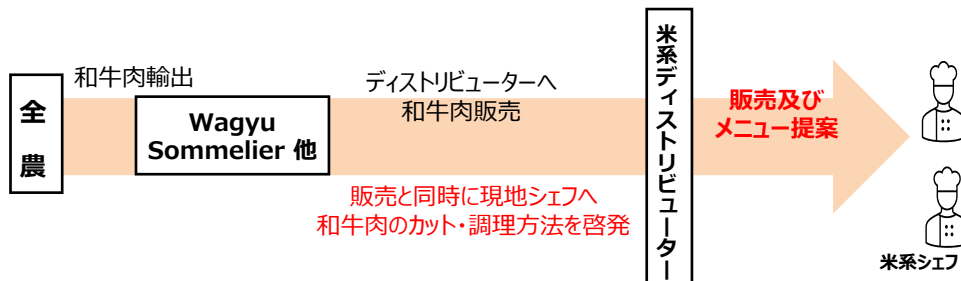 全農
和牛肉輸出
Wagyu
Sommelier 他
ディストリビューターへ
和牛肉販売
販売と同時に現地シェフへ
和牛肉のカット・調理方法を啓発
米系ディストリビューター
販売及び
メニュー提案
米系シェフ